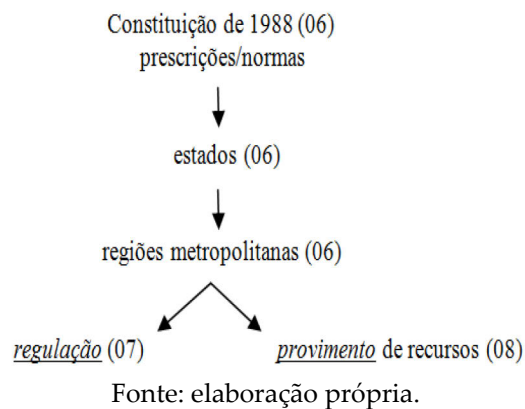 Constituição de 1988 (06)
prescrições/normas
estados (06)
regiões metropolitanas (06)
regulação (07) provimento de recursos (08)
Fonte: elaboração própria.